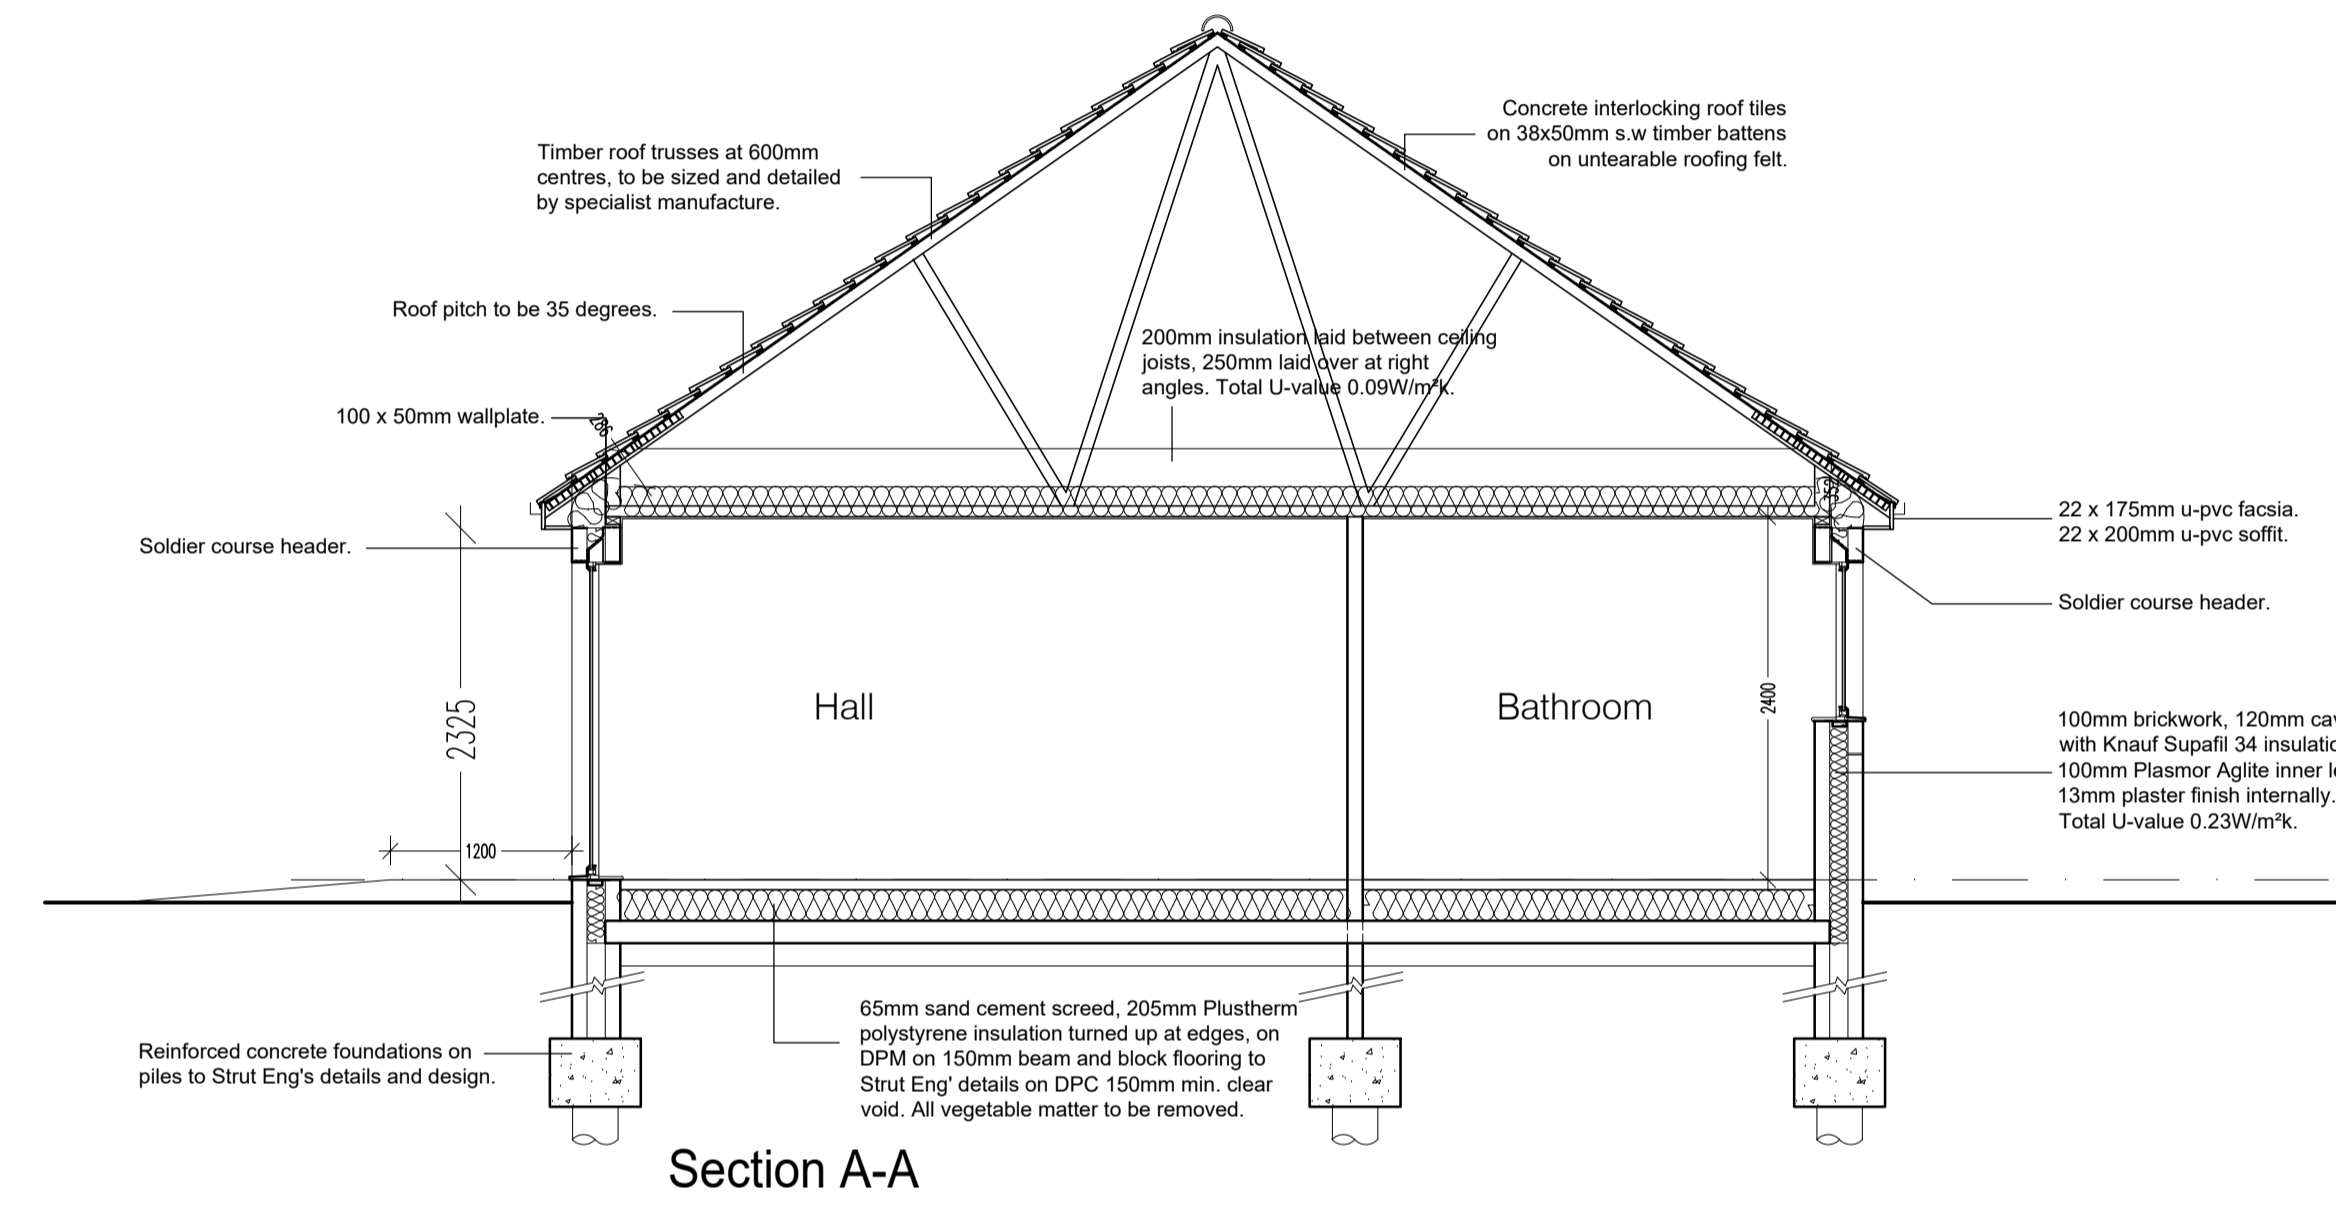 Concrete interlocking roof tiles
on 38x50mm s.w timber battens
on untearable roofing felt.
Timber roof trusses at 600mm
centres, to be sized and detailed
by specialist manufacture.
Roof pitch to be 35 degrees.
200mm insulation laid between ceiling
joists, 250mm laid over at right
angles. Total U-value 0.09W/m²k.
100 x 50mm wallplate.
286
22 x 175mm u-pvc facsia.
22 x 200mm u-pvc soffit.
Soldier course header.
Soldier course header.
2325
Hall
Bathroom
2400
100mm brickwork, 120mm cav
with Knauf Supafil 34 insulatio
100mm Plasmor Aglite inner le
13mm plaster finish internally.
Total U-value 0.23W/m²k.
1200
65mm sand cement screed, 205mm Plustherm
polystyrene insulation turned up at edges, on
DPM on 150mm beam and block flooring to
Strut Eng' details on DPC 150mm min. clear
void. All vegetable matter to be removed.
Reinforced concrete foundations on
piles to Strut Eng's details and design.
Section A-A